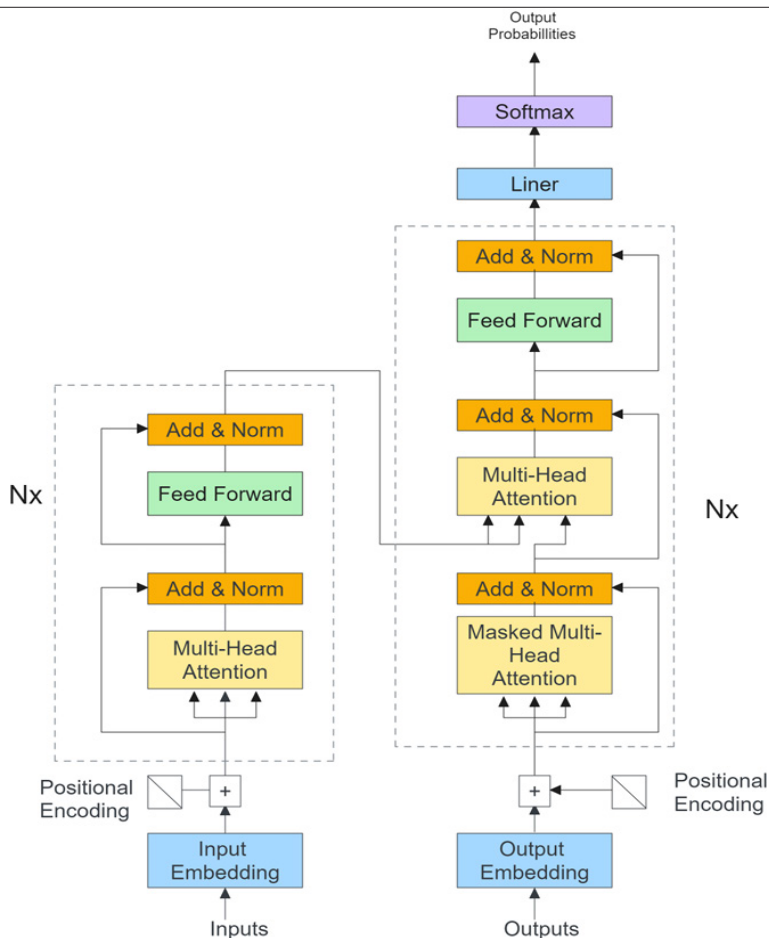 Output
Probabillities
Softmax
Liner
Add & Norm
Feed Forward
Add & Norm
Multi-Head
Attention
Nx
Add & Norm
Masked Multi-
Head
Attention
Add & Norm
Feed Forward
Nx
Add & Norm
Multi-Head
Attention
Positional
Encoding
+
+
Positional
Encoding
Input
Embedding
Output
Embedding
Inputs
Outputs